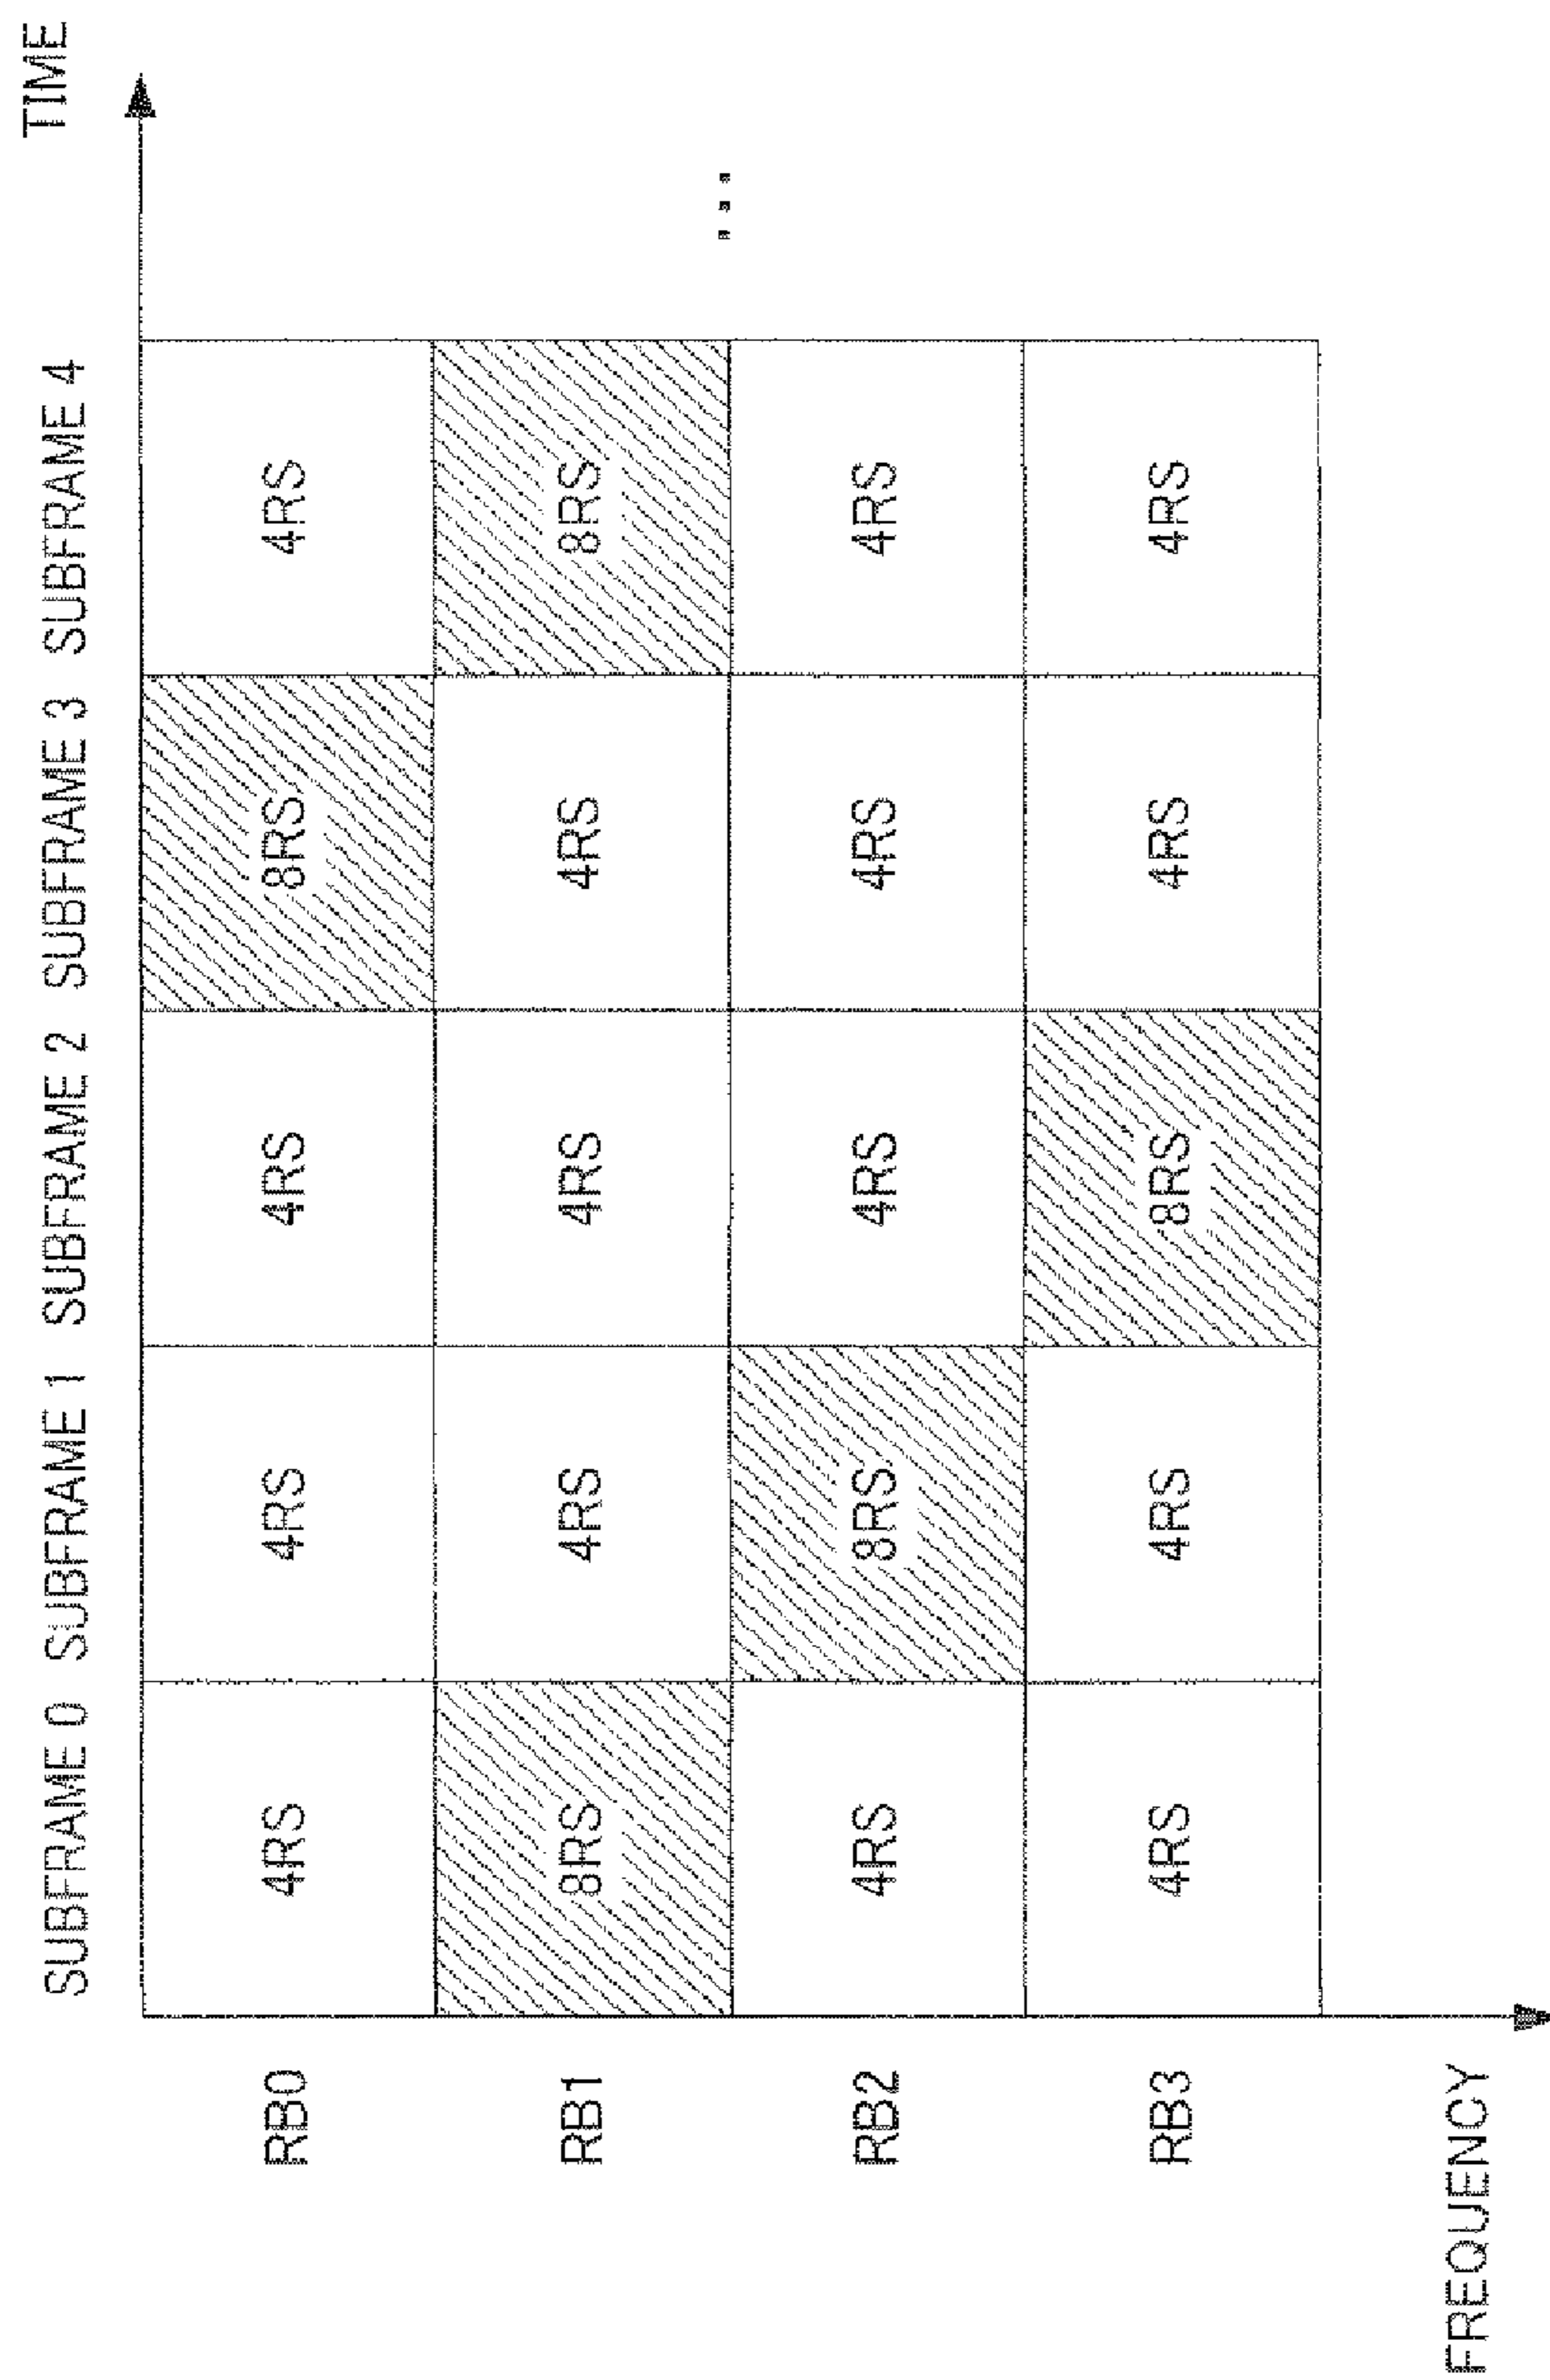 TIME
SUBFRAME 0 SUBFRAME 1 SUBFRAME 2 SUBFRAME 3 SUBFRAME 4
RB0 4RS 4RS 4RS 8RS 4RS
RB1 8RS 4RS 4RS 4RS 8RS
RB2 4RS 8RS 4RS 4RS 4RS
RB3 4RS 4RS 8RS 4RS 4RS
...
FREQUENCY